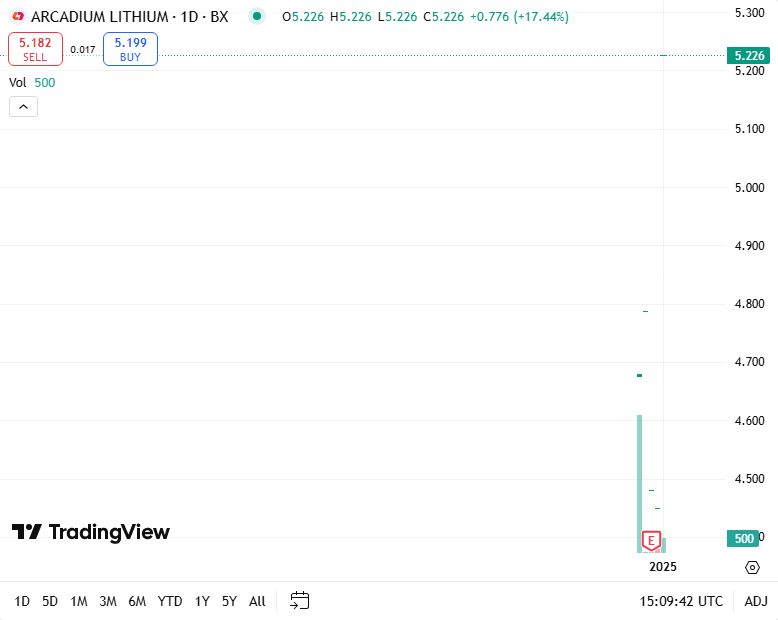 ARCADIUM LITHIUM · 1D · BX O5.226 H5.226 L5.226 C5.226 +0.776 (+17.44%)
5.182 SELL
0.017
5.199 BUY
Vol 500
5.300
5.226
5.200
5.100
5.000
4.900
4.800
4.700
4.600
4.500
500
E
TradingView
2025
1D 5D 1M 3M 6M YTD 1Y 5Y All 15:09:42 UTC ADJ